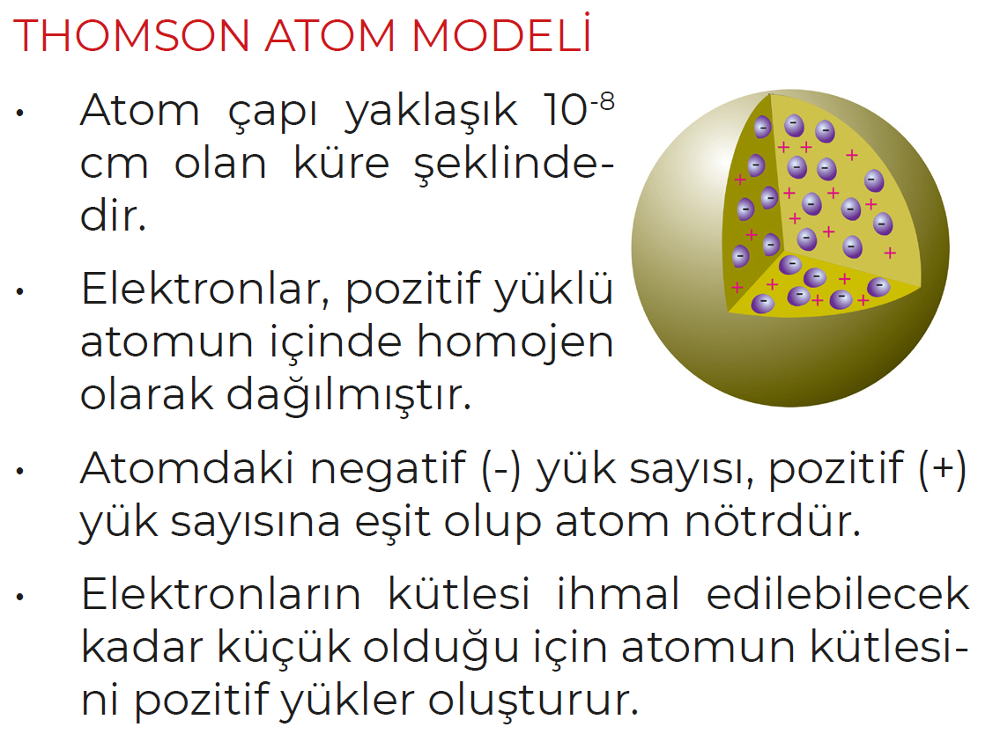 THOMSON ATOM MODELİ
• Atom çapı yaklaşık 10⁻⁸
cm olan küre şeklinde-
dir.
• Elektronlar, pozitif yüklü
atomun içinde homojen
olarak dağılmıştır.
• Atomdaki negatif (-) yük sayısı, pozitif (+)
yük sayısına eşit olup atom nötrdür.
• Elektronların kütlesi ihmal edilebilecek
kadar küçük olduğu için atomun kütlesi-
ni pozitif yükler oluşturur.